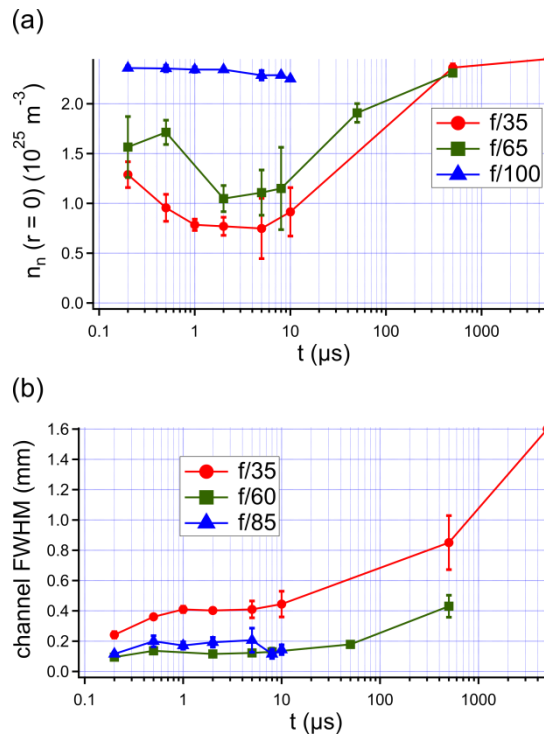 (a)
n_n (r = 0) (10^25 m^-3)
2.0
1.5
1.0
0.5
0.0
f/35
f/65
f/100
0.1
1
10
100
1000
t (µs)
(b)
channel FWHM (mm)
1.6
1.4
1.2
1.0
0.8
0.6
0.4
0.2
0.0
f/35
f/60
f/85
0.1
1
10
100
1000
t (µs)